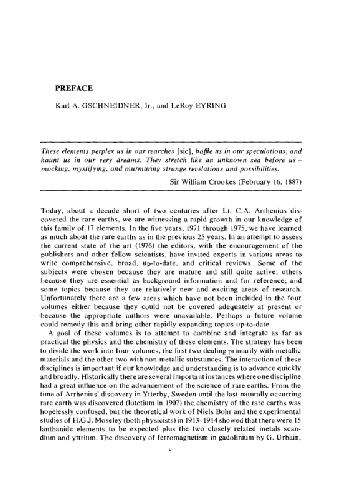 PREFACE
Karl A. GSCHNEIDNER, Jr., and LeRoy EYRING
These elements perplex us in our rearches [sic], baffle us in our speculations, and
haunt us in our very dreams. They stretch like an unknown sea before us –
mocking, mystifying, and murmuring strange revelations and possibilities.
Sir William Crookes (February 16, 1887)
Today, about a decade short of two centuries after Lt. C.A. Arrhenius dis-
covered the rare earths, we are witnessing a rapid growth in our knowledge of
this family of 17 elements. In the five years, 1971 through 1975, we have learned
as much about the rare earths as in the previous 25 years. In an attempt to assess
the current state of the art (1976) the editors, with the encouragement of the
publishers and other fellow scientists, have invited experts in various areas to
write comprehensive, broad, up-to-date, and critical reviews. Some of the
subjects were chosen because they are mature and still quite active; others
because they are essential as background information and for reference; and
some topics because they are relatively new and exciting areas of research.
Unfortunately there are a few areas which have not been included in the four
volumes either because they could not be covered adequately at present or
because the appropriate authors were unavailable. Perhaps a future volume
could remedy this and bring other rapidly expanding topics up-to-date.
A goal of these volumes is to attempt to combine and integrate as far as
practical the physics and the chemistry of these elements. The strategy has been
to divide the work into four volumes, the first two dealing primarily with metallic
materials and the other two with non-metallic substances. The interaction of these
disciplines is important if our knowledge and understanding is to advance quickly
and broadly. Historically there are several important instances where one discipline
had a great influence on the advancement of the science of rare earths. From the
time of Arrhenius' discovery in Ytterby, Sweden until the last naturally occurring
rare earth was discovered (lutetium in 1907) the chemistry of the rare earths was
hopelessly confused, but the theoretical work of Niels Bohr and the experimental
studies of H.G.J. Moseley (both physicists) in 1913–1914 showed that there were 15
lanthanide elements to be expected plus the two closely related metals scan-
dium and yttrium. The discovery of ferromagnetism in gadolinium by G. Urbain,
v